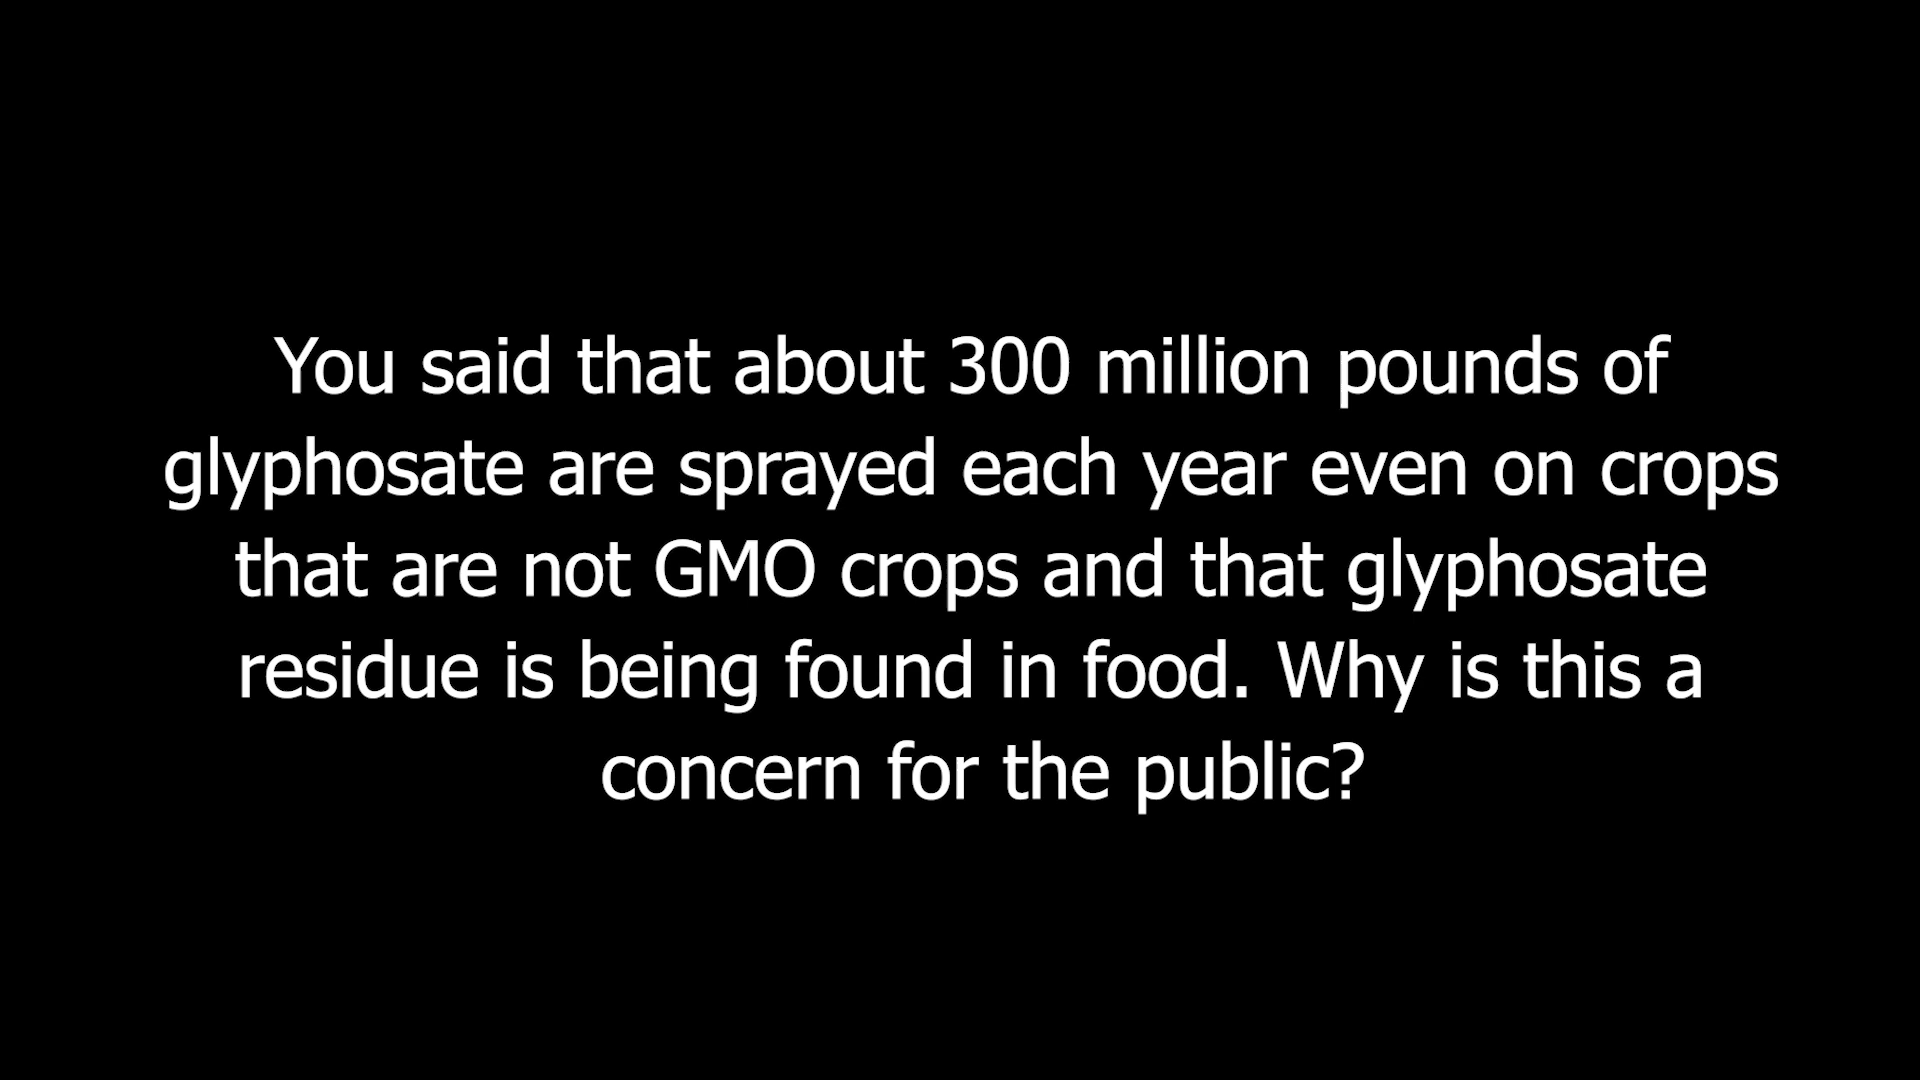 You said that about 300 million pounds of
glyphosate are sprayed each year even on crops
that are not GMO crops and that glyphosate
residue is being found in food. Why is this a
concern for the public?